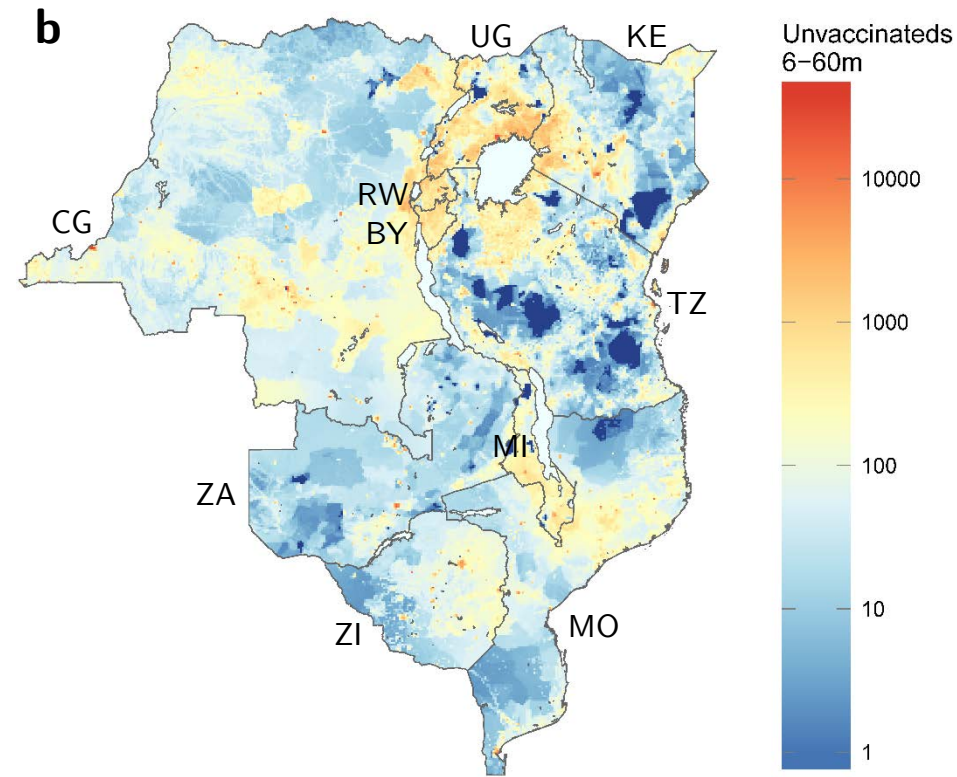 b
UG
KE
Unvaccinateds
6−60m
10000
RW
CG
BY
TZ
1000
MI
100
ZA
10
ZI
MO
1